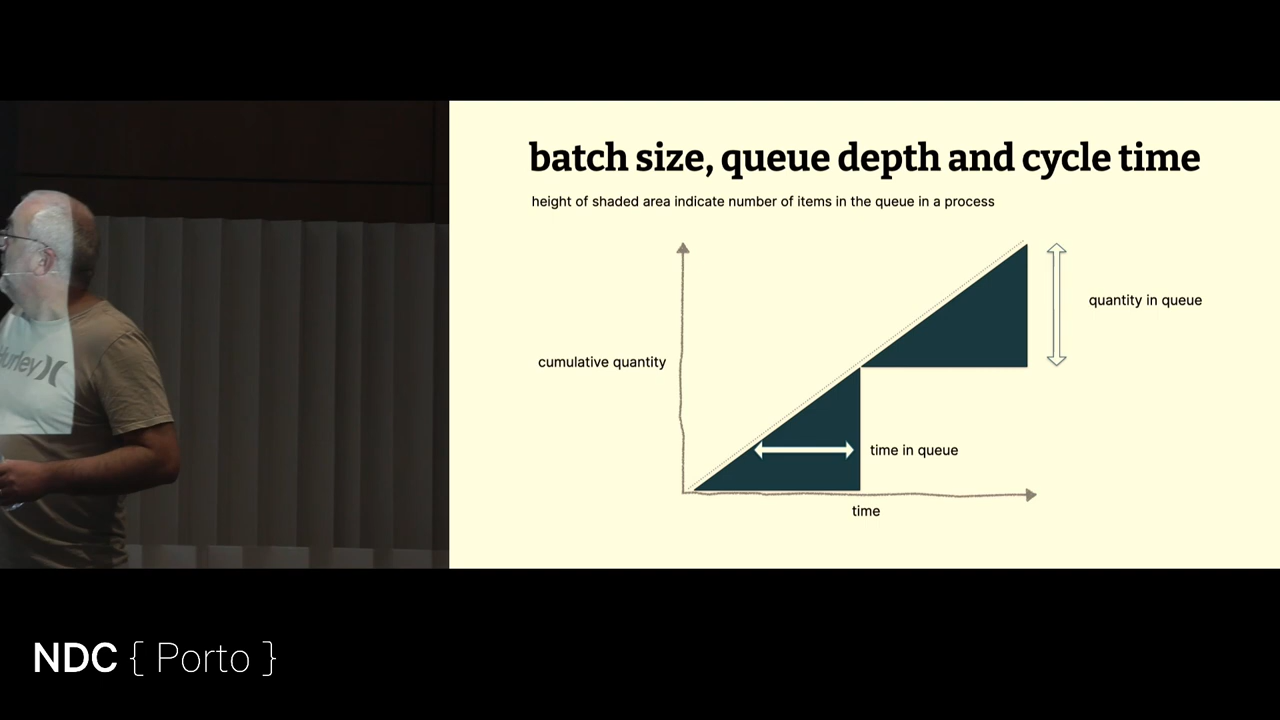 batch size, queue depth and cycle time
height of shaded area indicate number of items in the queue in a process
quantity in queue
cumulative quantity
time in queue
time
Hurley
NDC { Porto }